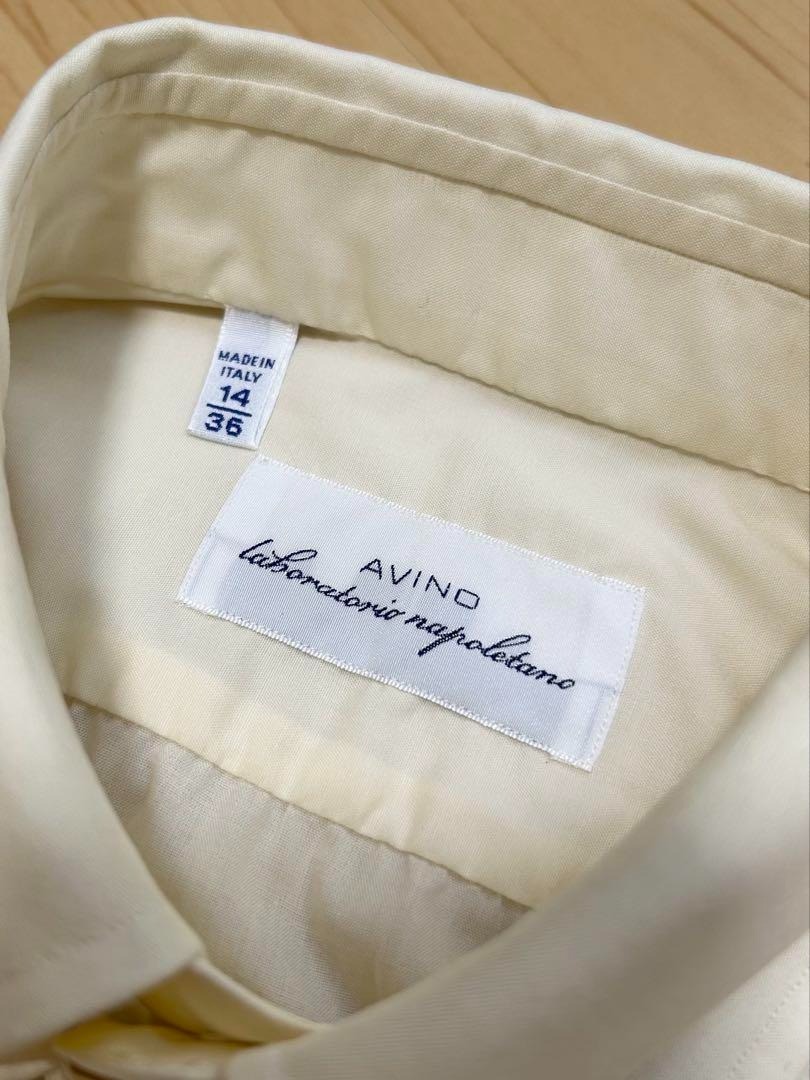 MADE IN
ITALY
14
36
AVINO
laboratorio napoletano